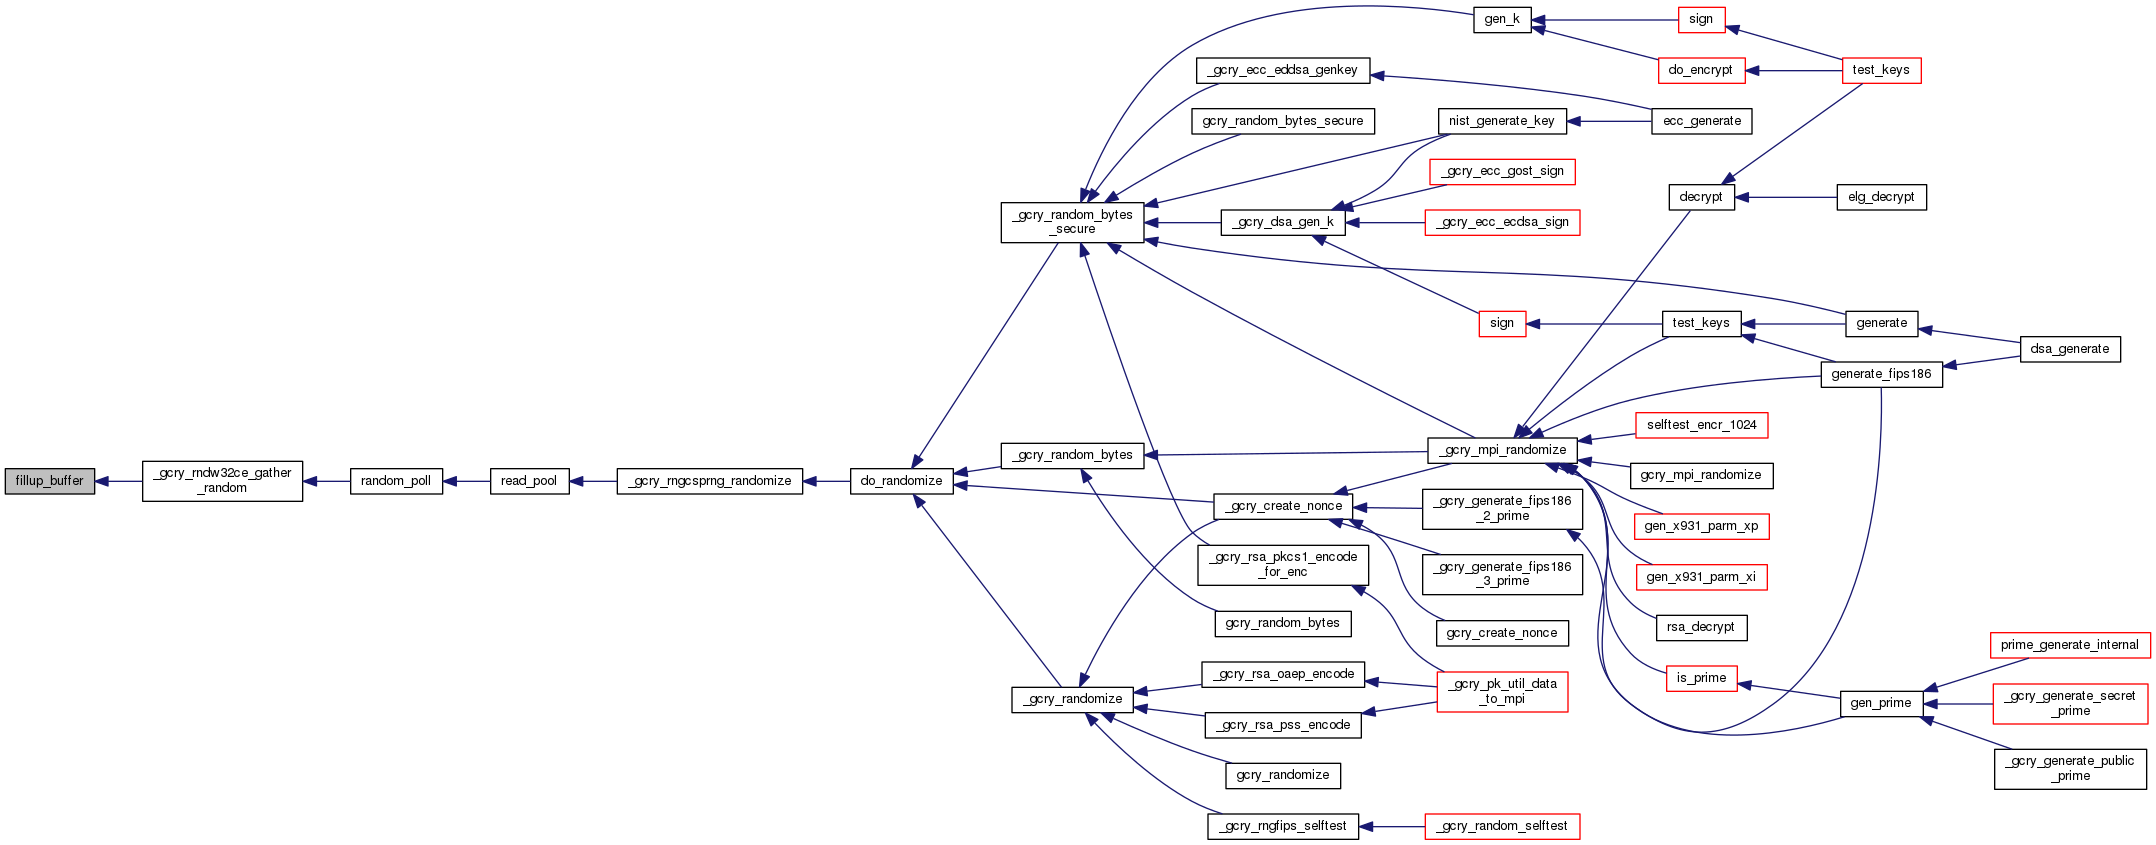 fillup_buffer
_gcry_rndw32ce_gather
_random
random_poll
read_pool
_gcry_rngcsprng_randomize
do_randomize
_gcry_random_bytes
_secure
_gcry_random_bytes
_gcry_randomize
_gcry_ecc_eddsa_genkey
gcry_random_bytes_secure
_gcry_dsa_gen_k
_gcry_create_nonce
_gcry_rsa_pkcs1_encode
_for_enc
gcry_random_bytes
_gcry_rsa_oaep_encode
_gcry_rsa_pss_encode
gcry_randomize
_gcry_rngfips_selftest
gen_k
nist_generate_key
_gcry_ecc_gost_sign
_gcry_ecc_ecdsa_sign
sign
_gcry_mpi_randomize
_gcry_generate_fips186
_2_prime
_gcry_generate_fips186
_3_prime
gcry_create_nonce
_gcry_pk_util_data
_to_mpi
_gcry_random_selftest
sign
do_encrypt
ecc_generate
decrypt
test_keys
selftest_encr_1024
gcry_mpi_randomize
gen_x931_parm_xp
gen_x931_parm_xi
rsa_decrypt
is_prime
test_keys
elg_decrypt
generate
generate_fips186
gen_prime
dsa_generate
prime_generate_internal
_gcry_generate_secret
_prime
_gcry_generate_public
_prime